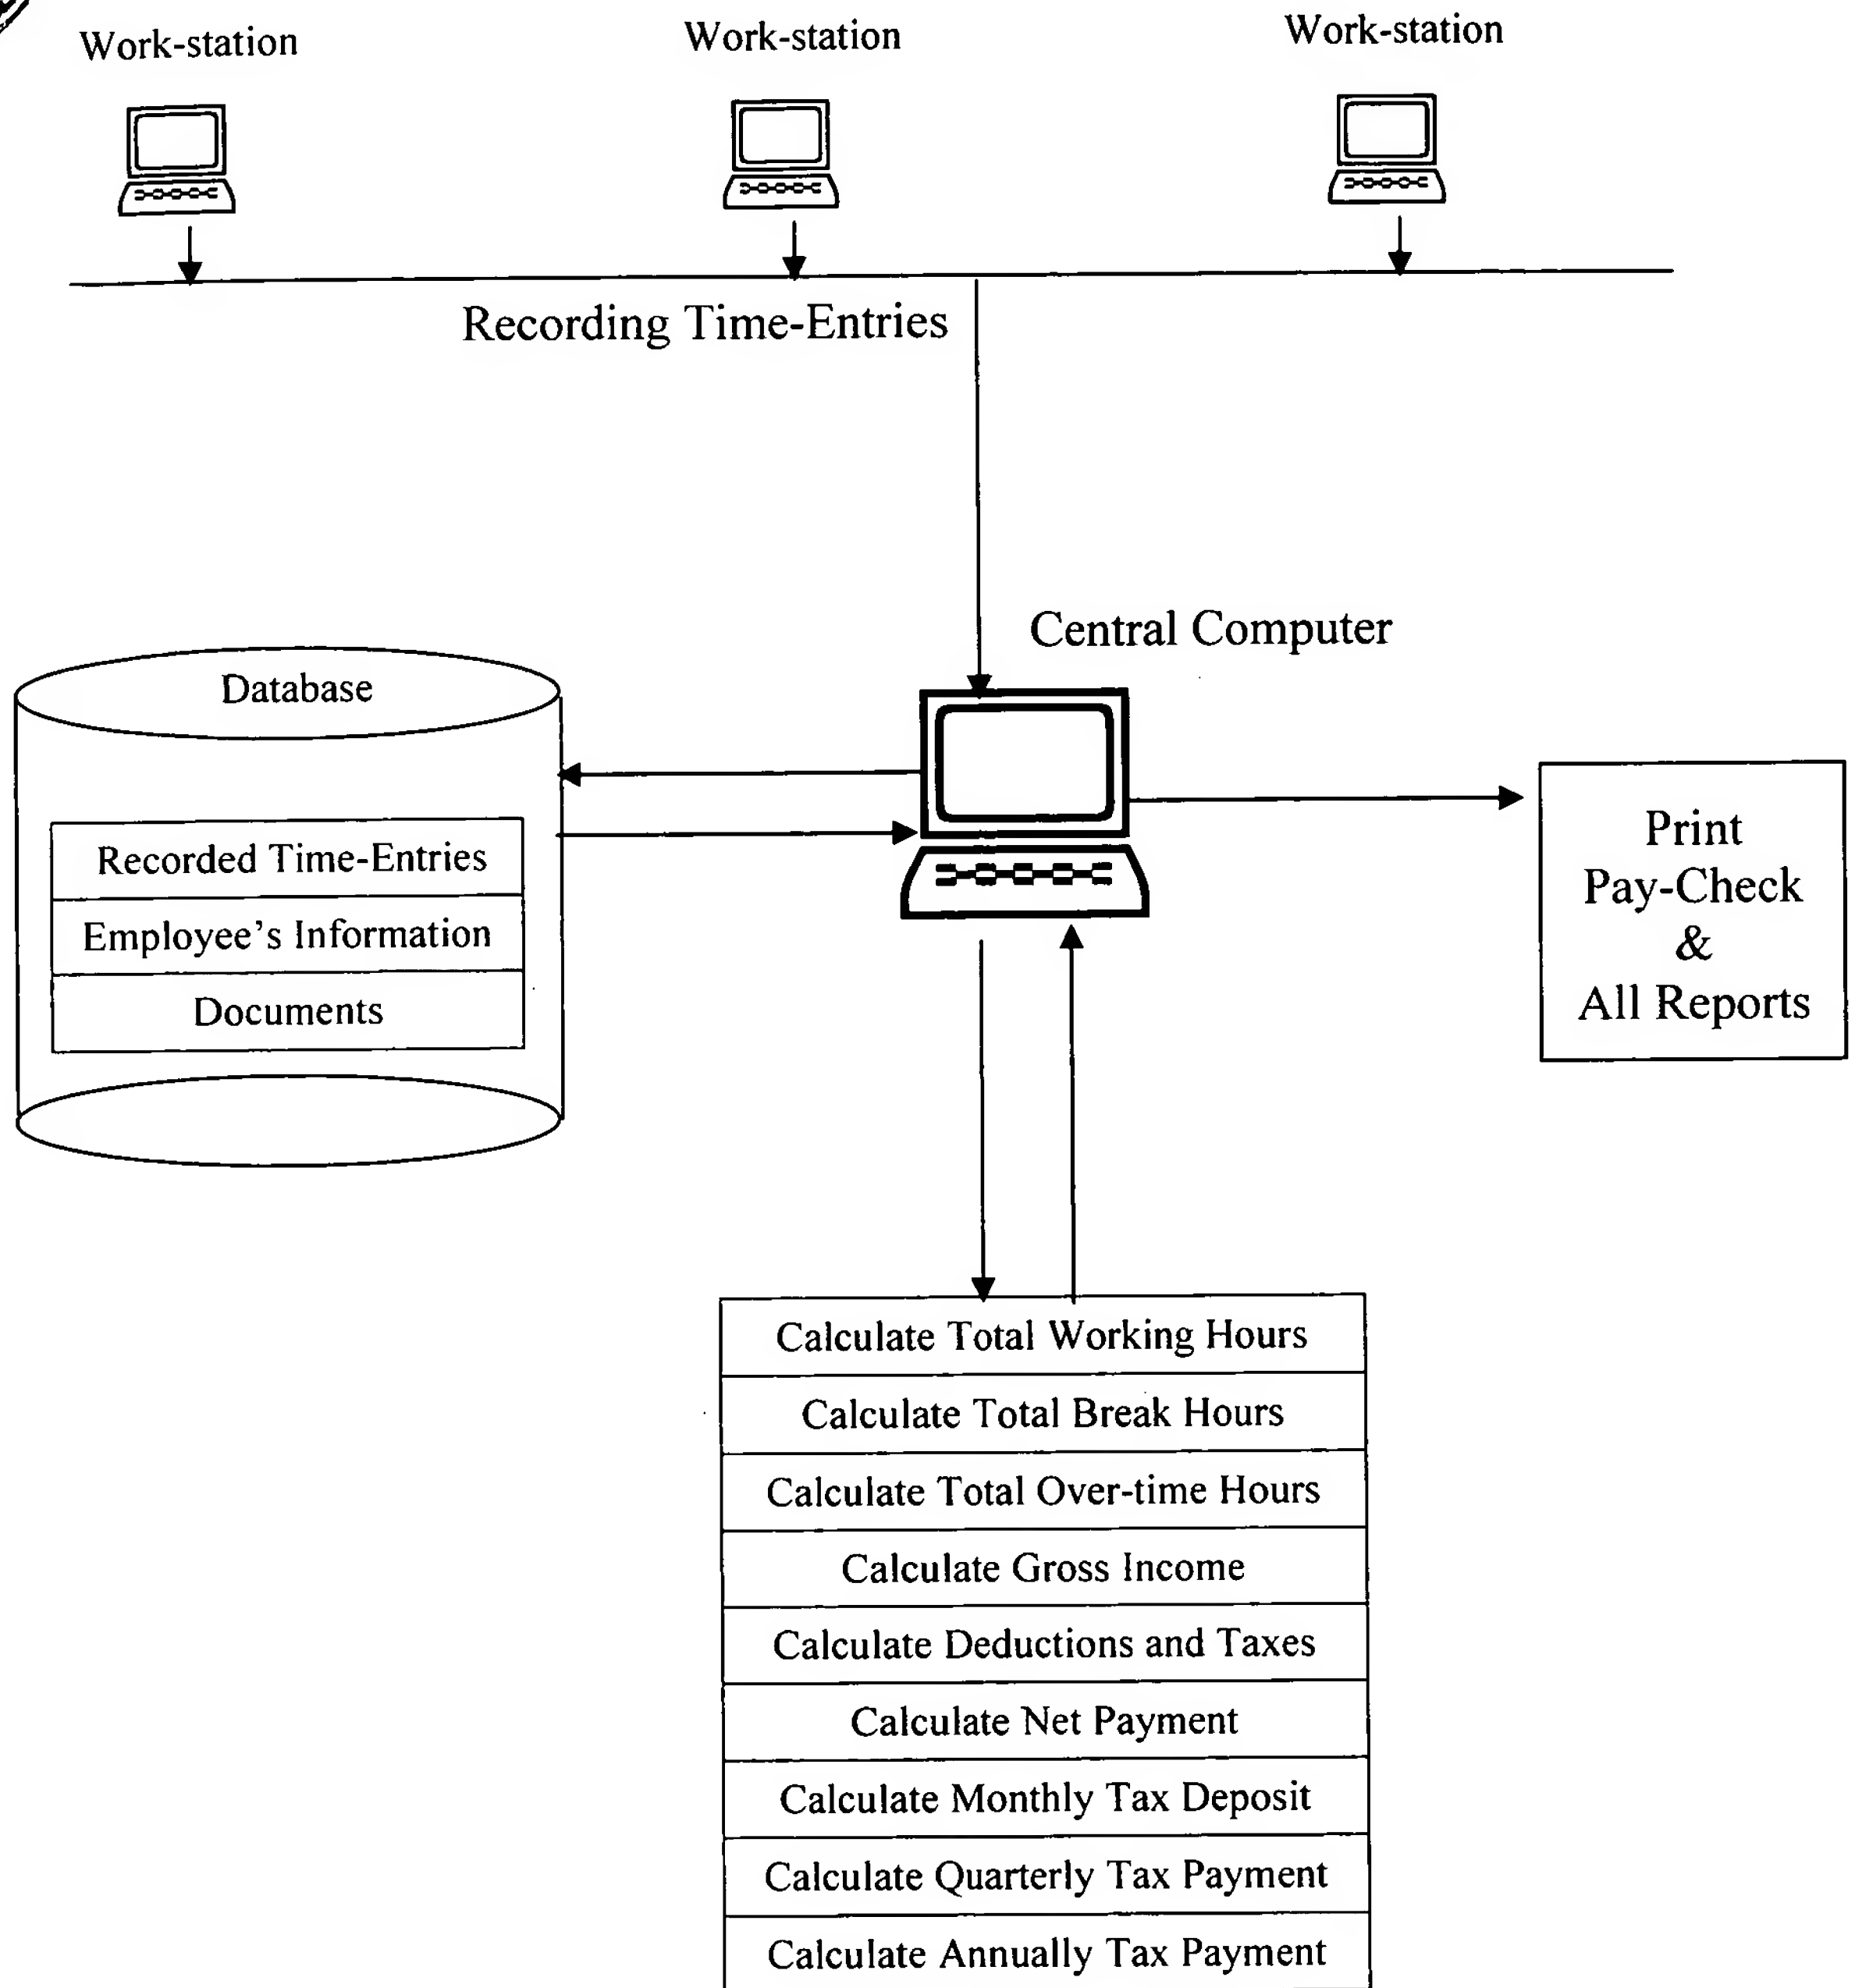 Work-station
Work-station
Work-station
Recording Time-Entries
Central Computer
Database
Recorded Time-Entries
Employee's Information
Documents
Print
Pay-Check
&
All Reports
Calculate Total Working Hours
Calculate Total Break Hours
Calculate Total Over-time Hours
Calculate Gross Income
Calculate Deductions and Taxes
Calculate Net Payment
Calculate Monthly Tax Deposit
Calculate Quarterly Tax Payment
Calculate Annually Tax Payment